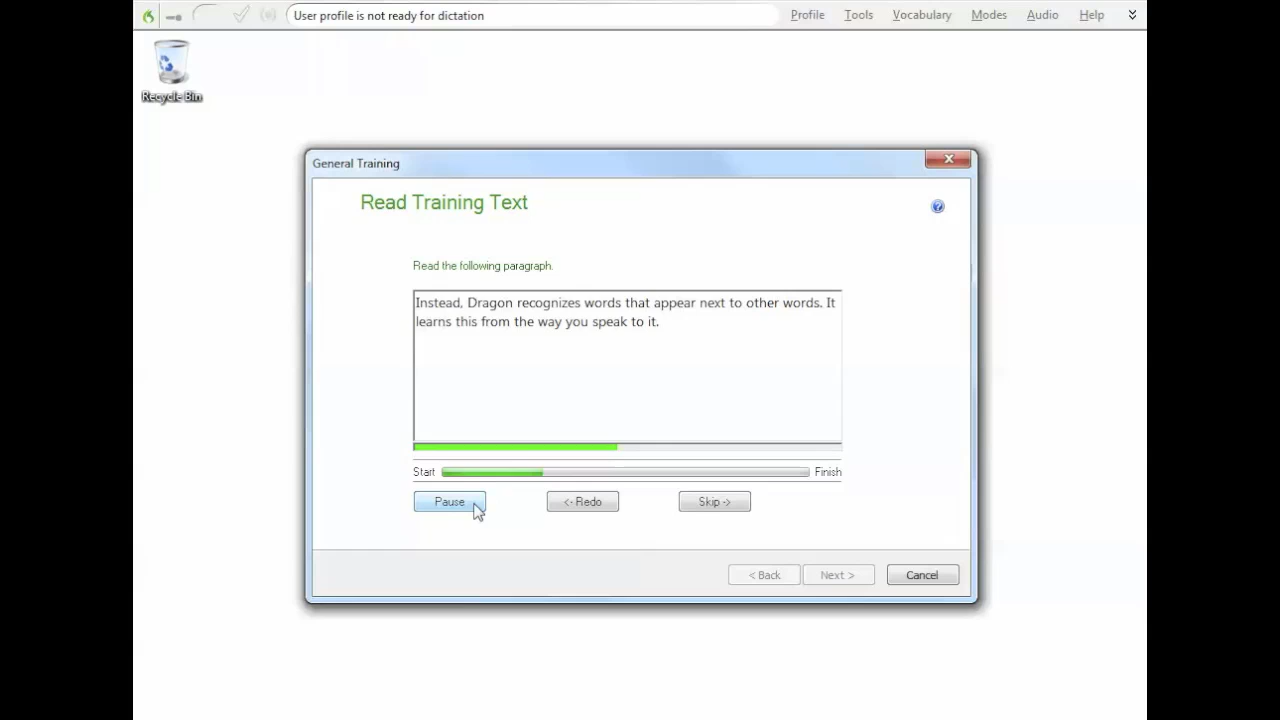 User profile is not ready for dictation
Profile Tools Vocabulary Modes Audio Help
Recycle Bin
General Training
Read Training Text
Read the following paragraph.
Instead, Dragon recognizes words that appear next to other words. It
learns this from the way you speak to it.
Start Finish
Pause <- Redo Skip ->
< Back Next > Cancel